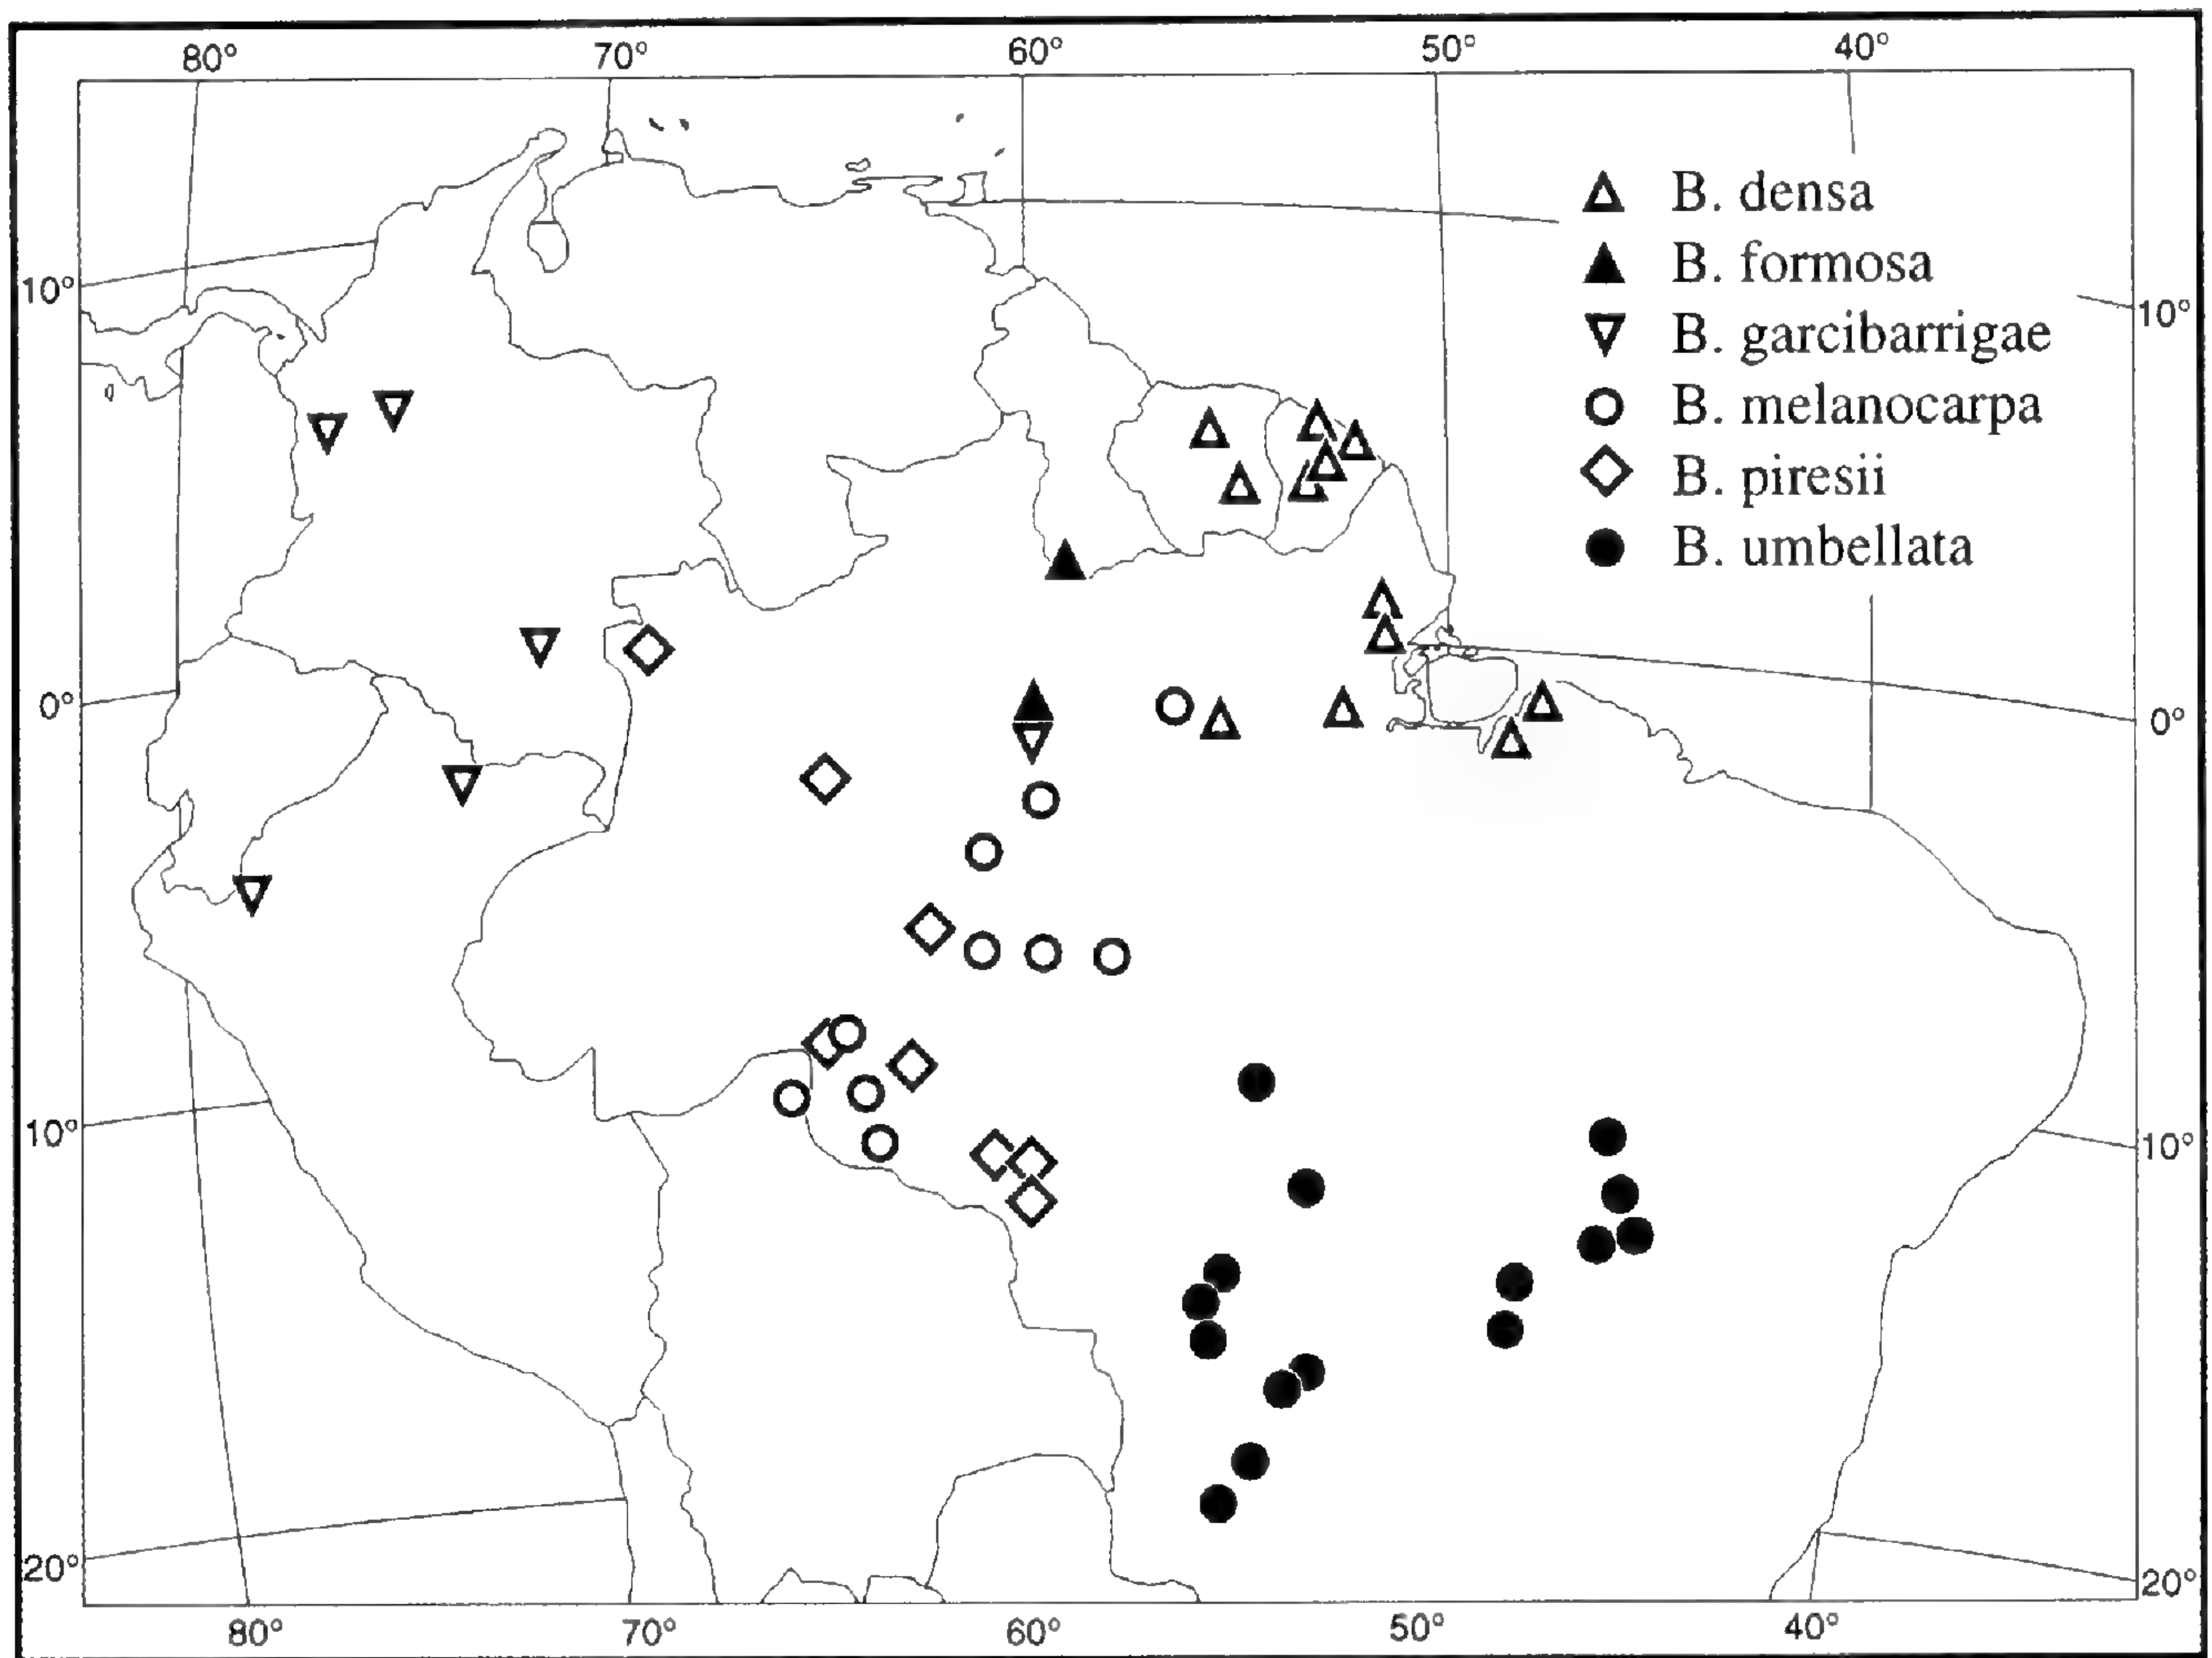 80° 70° 60° 50° 40°
B. densa
B. formosa
10°
B. garcibarrigae
10°
B. melanocarpa
B. piresii
B. umbellata
0°
0°
10°
10°
20°
20°
80° 70° 60° 50° 40°